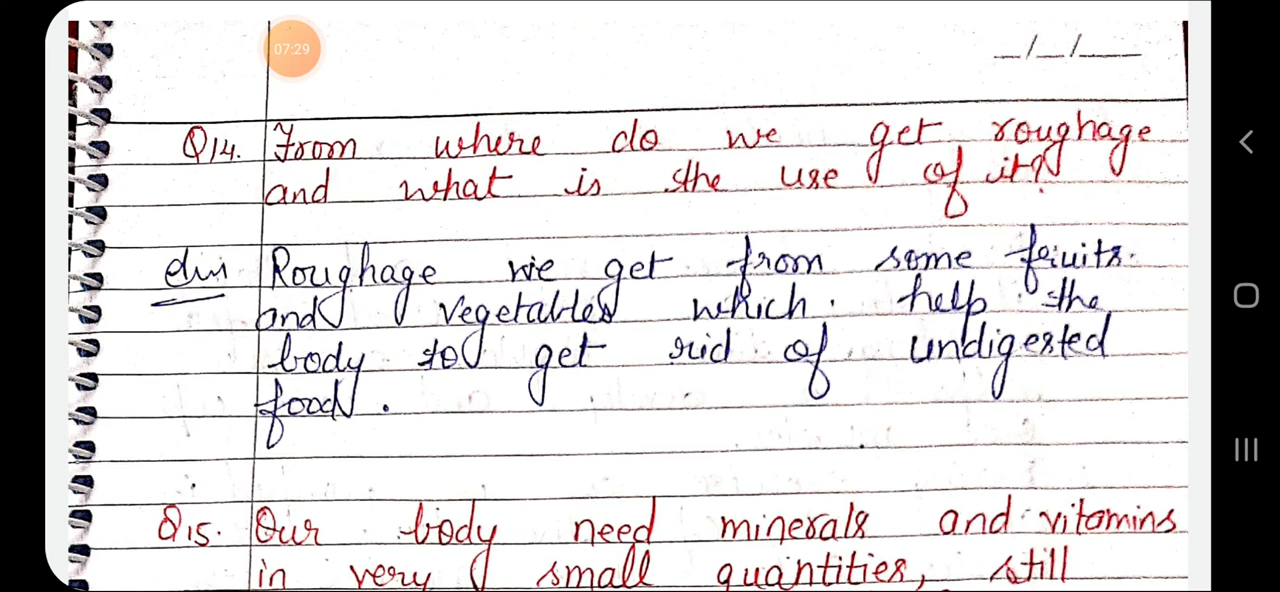 07:29
_/_/__
Q14. From where do we get roughage
and what is the use of it?
Ans Roughage we get from some fruits
and vegetables which help the
body to get rid of undigested
food.
Q15. Our body need minerals and vitamins
in very small quantities, still